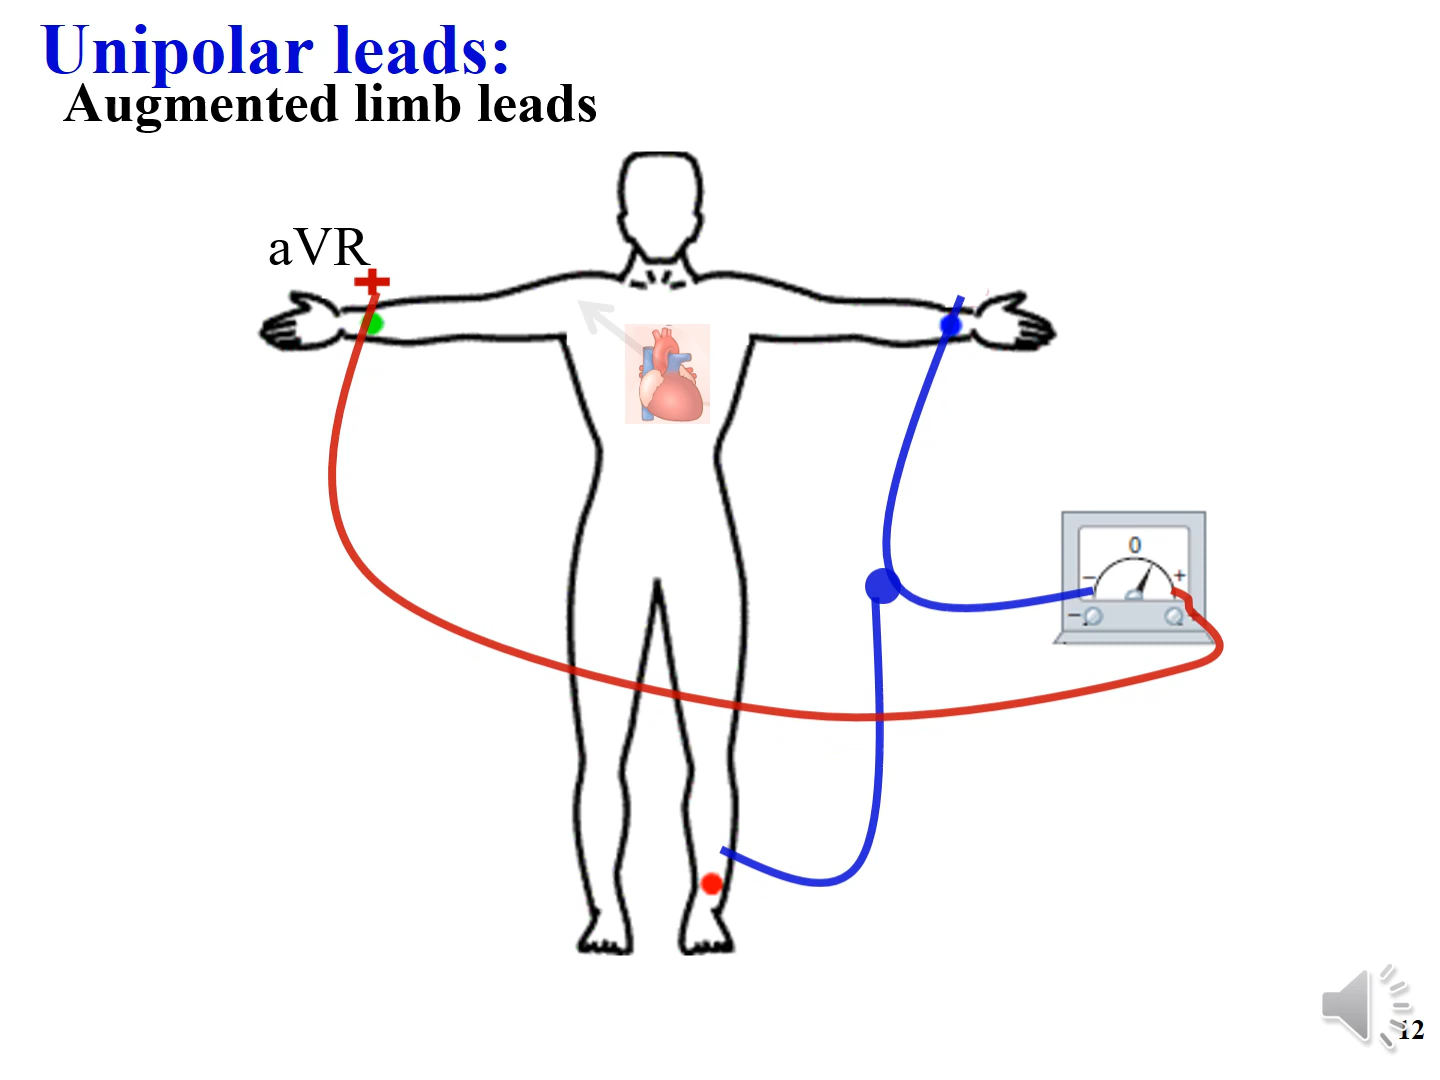 Unipolar leads:
Augmented limb leads
aVR
+
0
− +
− +
12